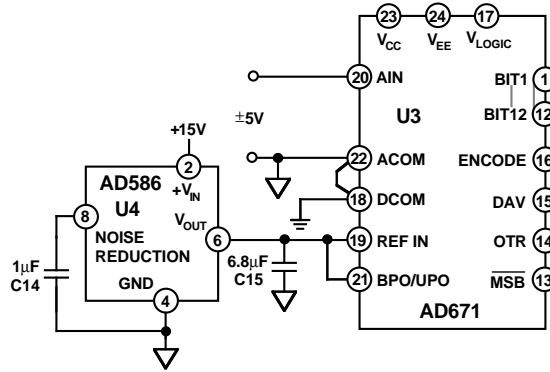 23
24
17
VCC
VEE
VLOGIC
20
AIN
BIT1
1
±5V
U3
BIT12
12
+15V
22
ACOM
ENCODE
16
2
AD586
+VIN
18
DCOM
DAV
15
8
U4
VOUT
NOISE
REDUCTION
6
19
REF IN
OTR
14
1µF
C14
GND
6.8µF
C15
21
BPO/UPO
MSB
13
4
AD671